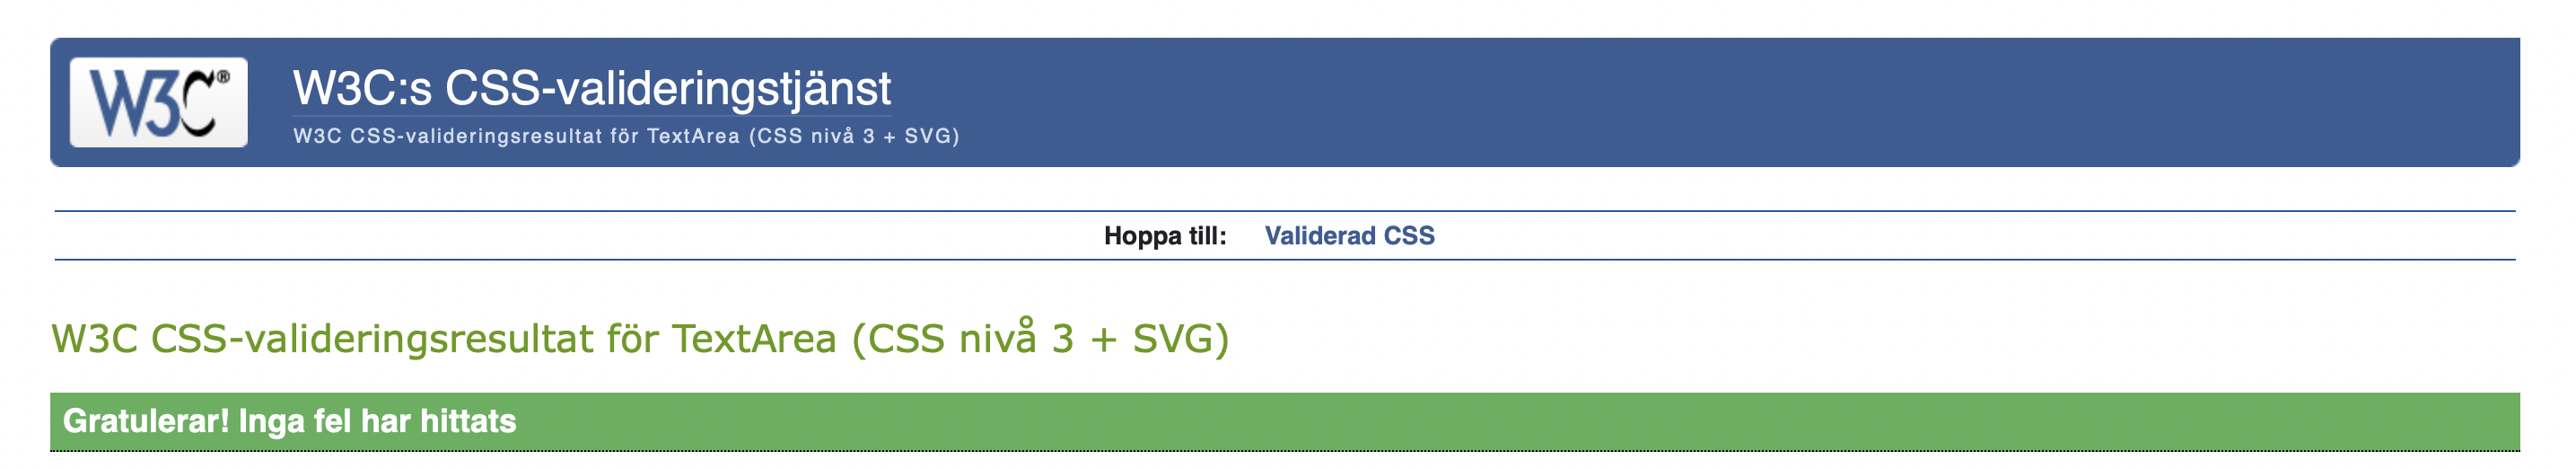 W3C®
W3C:s CSS-valideringstjänst
W3C CSS-valideringsresultat för TextArea (CSS nivå 3 + SVG)
Hoppa till: Validerad CSS
W3C CSS-valideringsresultat för TextArea (CSS nivå 3 + SVG)
Gratulerar! Inga fel har hittats